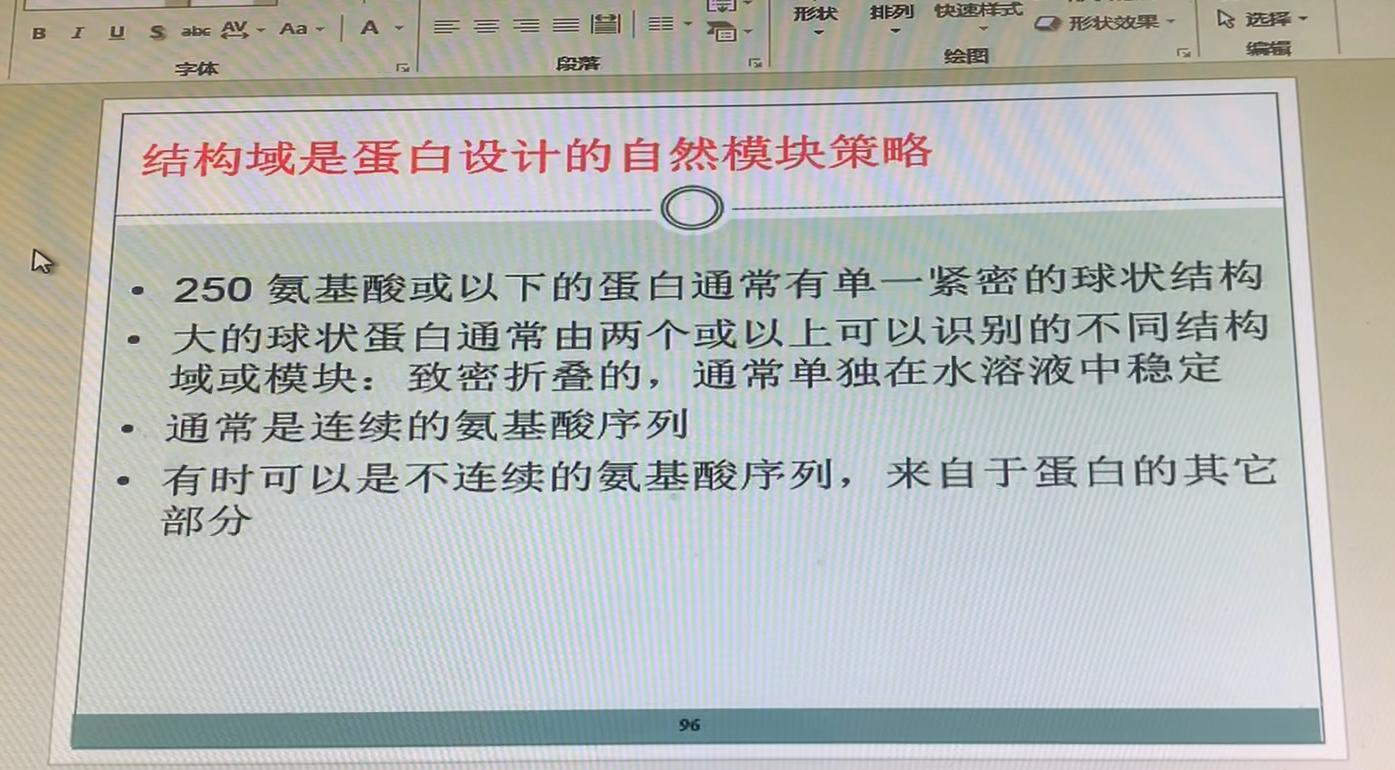 B I U S abc AV Aa A
形状 排列 快速样式 形状效果 选择
字体 段落 绘图 编辑
结构域是蛋白设计的自然模块策略
• 250 氨基酸或以下的蛋白通常有单一紧密的球状结构
• 大的球状蛋白通常由两个或以上可以识别的不同结构
域或模块：致密折叠的，通常单独在水溶液中稳定
• 通常是连续的氨基酸序列
• 有时可以是不连续的氨基酸序列，来自于蛋白的其它
部分
96